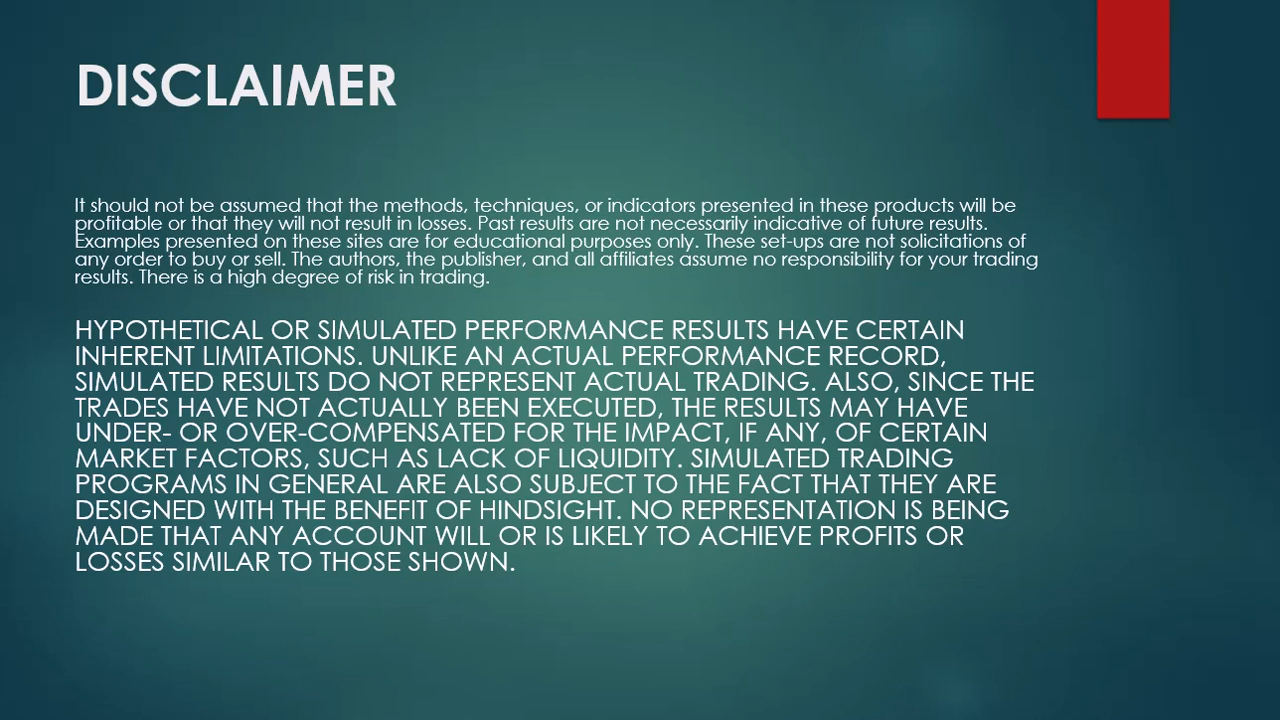 DISCLAIMER
It should not be assumed that the methods, techniques, or indicators presented in these products will be
profitable or that they will not result in losses. Past results are not necessarily indicative of future results.
Examples presented on these sites are for educational purposes only. These set-ups are not solicitations of
any order to buy or sell. The authors, the publisher, and all affiliates assume no responsibility for your trading
results. There is a high degree of risk in trading.
HYPOTHETICAL OR SIMULATED PERFORMANCE RESULTS HAVE CERTAIN
INHERENT LIMITATIONS. UNLIKE AN ACTUAL PERFORMANCE RECORD,
SIMULATED RESULTS DO NOT REPRESENT ACTUAL TRADING. ALSO, SINCE THE
TRADES HAVE NOT ACTUALLY BEEN EXECUTED, THE RESULTS MAY HAVE
UNDER- OR OVER-COMPENSATED FOR THE IMPACT, IF ANY, OF CERTAIN
MARKET FACTORS, SUCH AS LACK OF LIQUIDITY. SIMULATED TRADING
PROGRAMS IN GENERAL ARE ALSO SUBJECT TO THE FACT THAT THEY ARE
DESIGNED WITH THE BENEFIT OF HINDSIGHT. NO REPRESENTATION IS BEING
MADE THAT ANY ACCOUNT WILL OR IS LIKELY TO ACHIEVE PROFITS OR
LOSSES SIMILAR TO THOSE SHOWN.